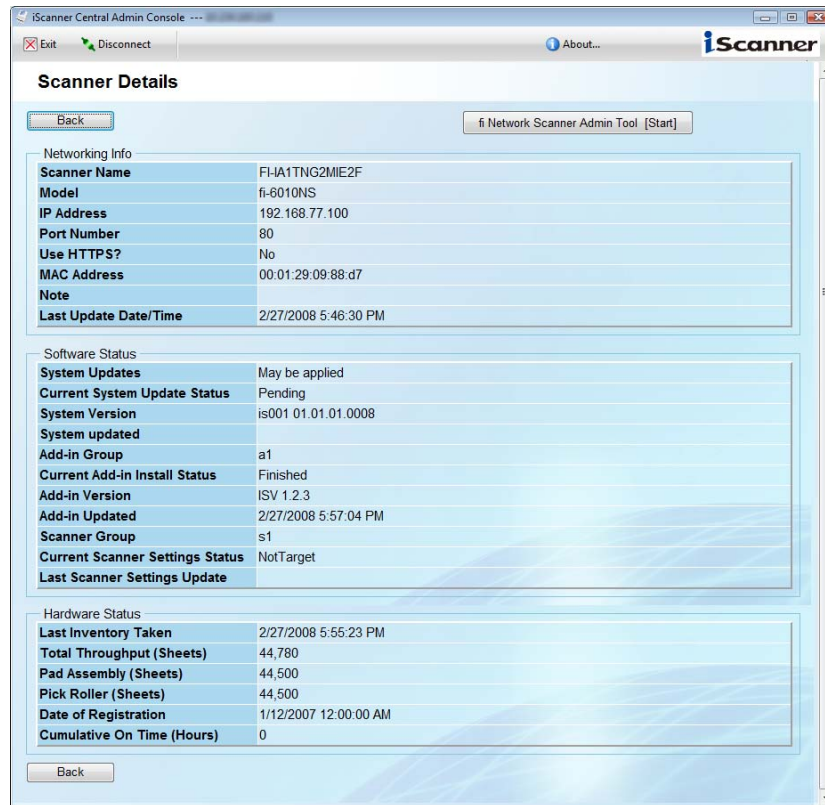 iScanner Central Admin Console ---
Exit Disconnect About... iScanner
Scanner Details
Back fi Network Scanner Admin Tool [Start]
Networking Info
Scanner Name FI-IA1TNG2MIE2F
Model fi-6010NS
IP Address 192.168.77.100
Port Number 80
Use HTTPS? No
MAC Address 00:01:29:09:88:d7
Note
Last Update Date/Time 2/27/2008 5:46:30 PM
Software Status
System Updates May be applied
Current System Update Status Pending
System Version is001 01.01.01.0008
System updated
Add-in Group a1
Current Add-in Install Status Finished
Add-in Version ISV 1.2.3
Add-in Updated 2/27/2008 5:57:04 PM
Scanner Group s1
Current Scanner Settings Status NotTarget
Last Scanner Settings Update
Hardware Status
Last Inventory Taken 2/27/2008 5:55:23 PM
Total Throughput (Sheets) 44,780
Pad Assembly (Sheets) 44,500
Pick Roller (Sheets) 44,500
Date of Registration 1/12/2007 12:00:00 AM
Cumulative On Time (Hours) 0
Back